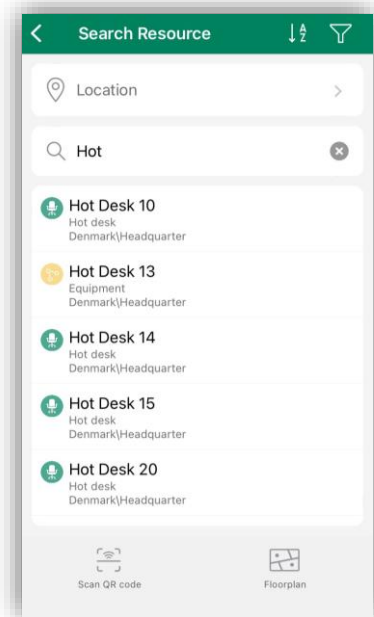 Search Resource
Location
Hot
Hot Desk 10
Hot desk
Denmark\Headquarter
Hot Desk 13
Equipment
Denmark\Headquarter
Hot Desk 14
Hot desk
Denmark\Headquarter
Hot Desk 15
Hot desk
Denmark\Headquarter
Hot Desk 20
Hot desk
Denmark\Headquarter
Scan QR code
Floorplan